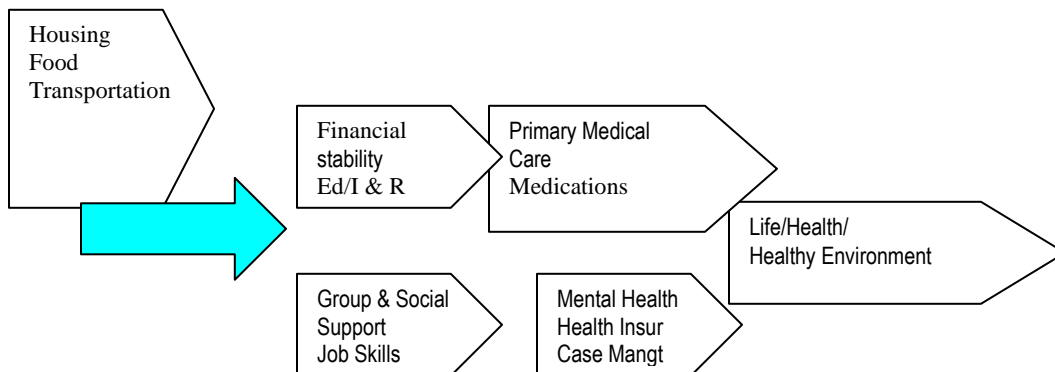 Housing
Food
Transportation
Financial
stability
Ed/I & R
Primary Medical
Care
Medications
Life/Health/
Healthy Environment
Group & Social
Support
Job Skills
Mental Health
Health Insur
Case Mangt